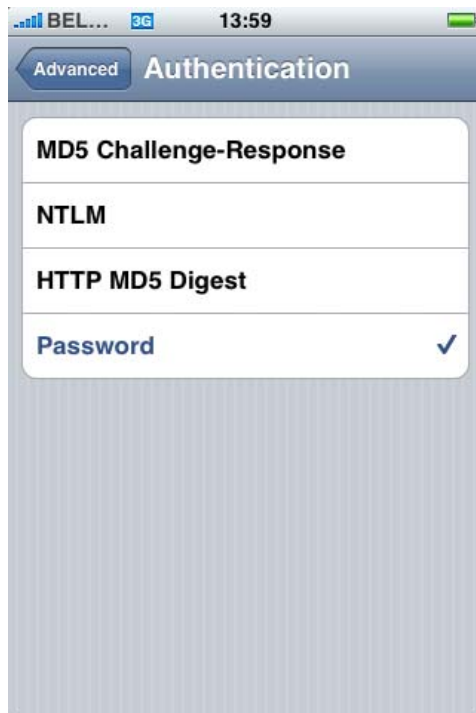 BEL... 3G 13:59
Advanced Authentication
MD5 Challenge-Response
NTLM
HTTP MD5 Digest
Password